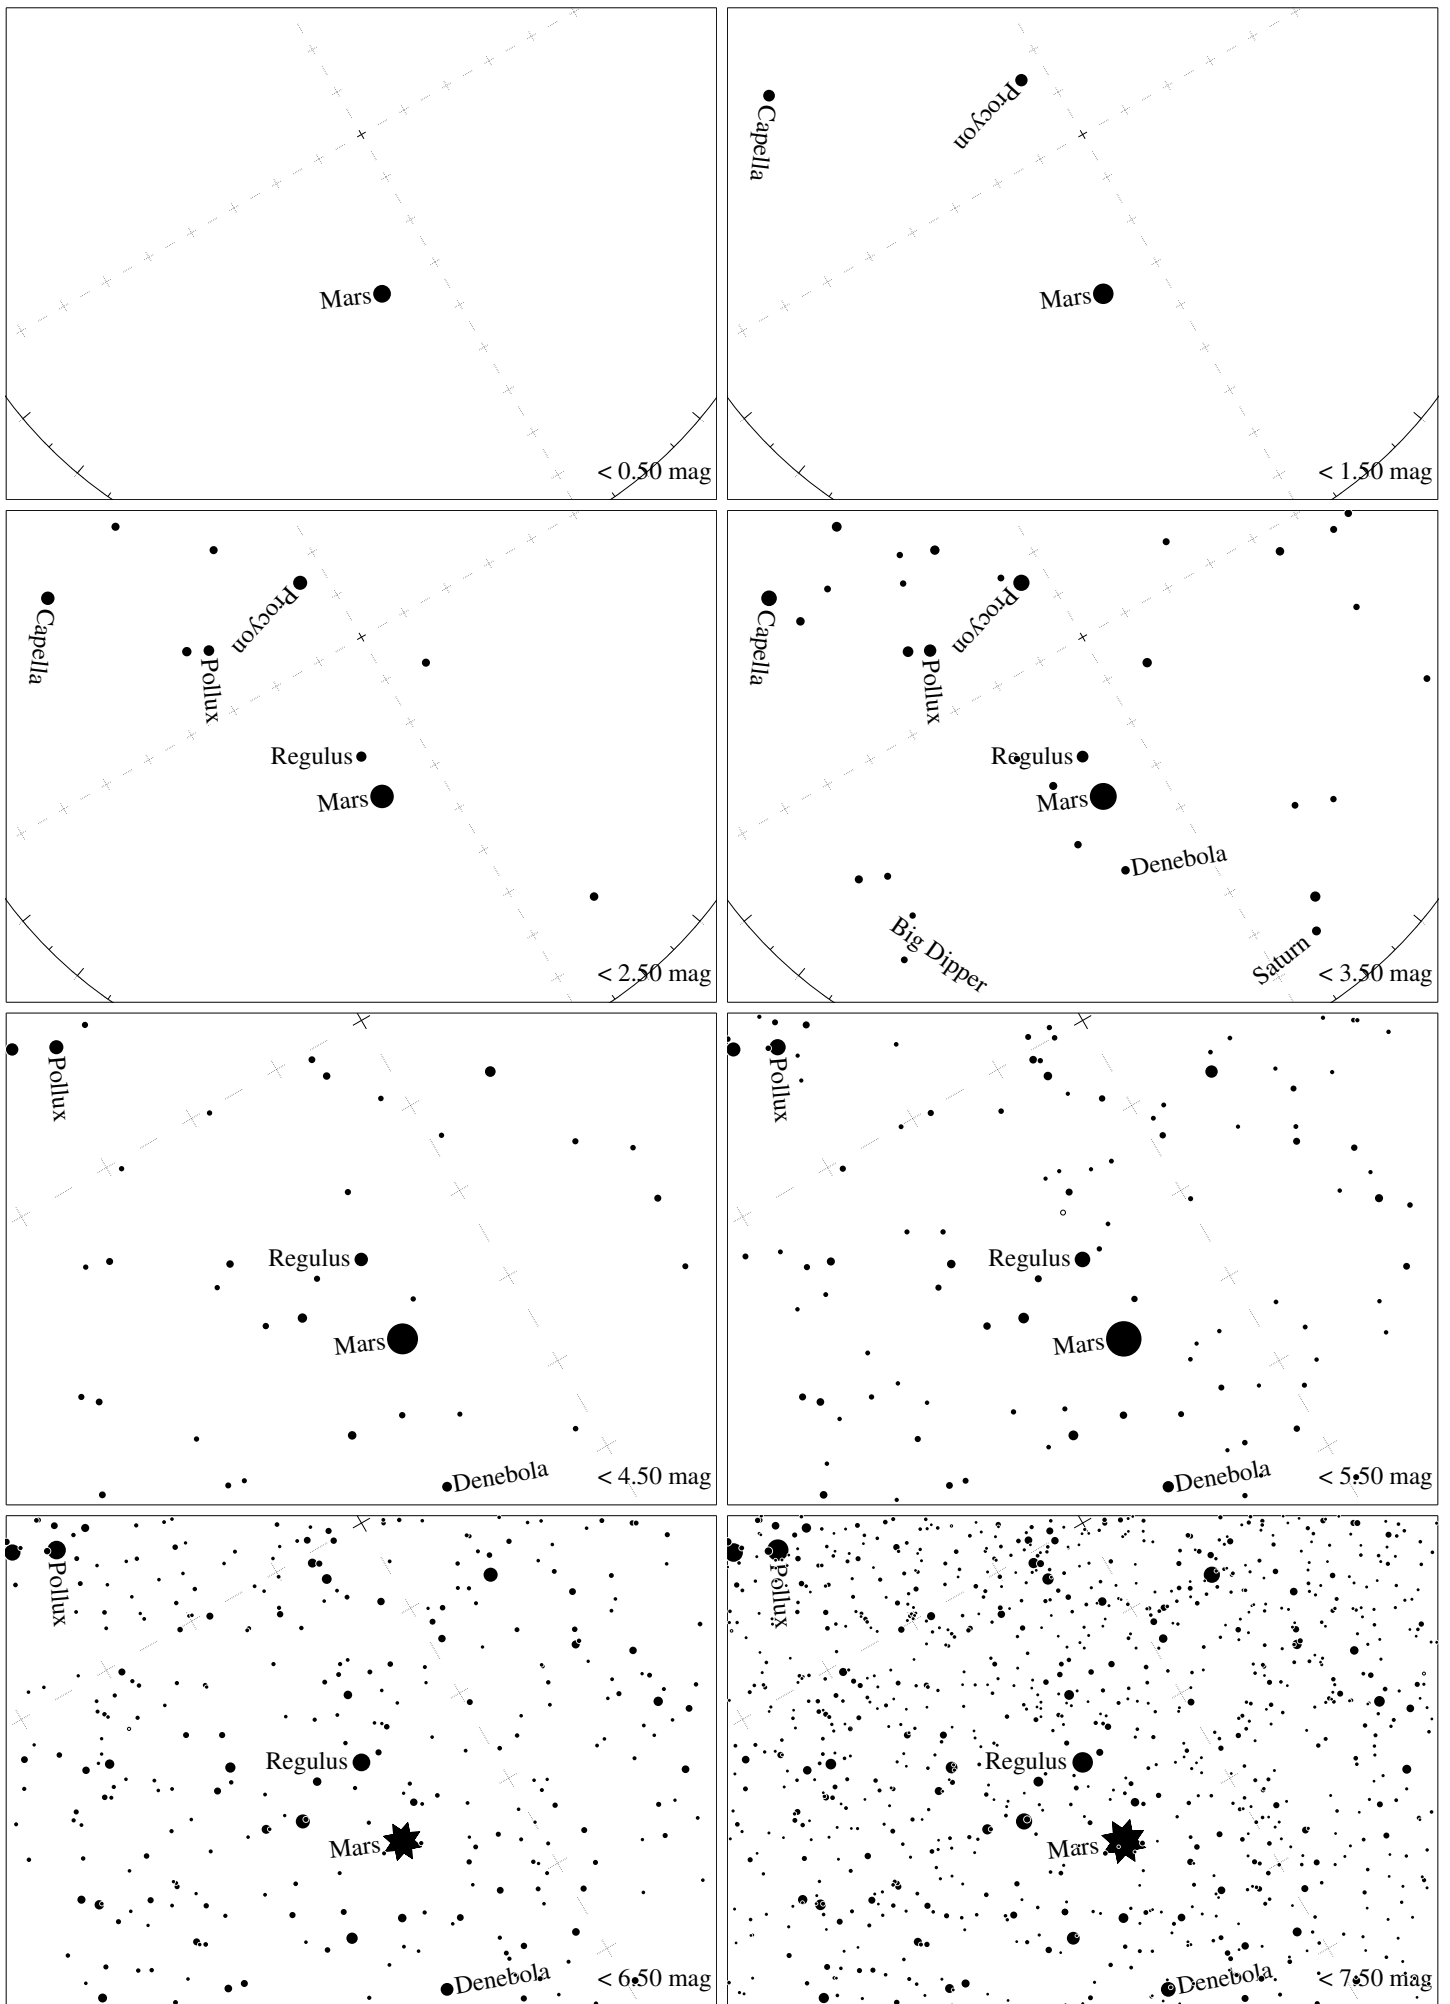 Mars
< 0.50 mag
Procyon
Capella
Mars
< 1.50 mag
Procyon
Capella
Pollux
Regulus
Mars
< 2.50 mag
Procyon
Capella
Pollux
Regulus
Mars
Denebola
Big Dipper
Saturn
< 3.50 mag
Pollux
Regulus
Mars
Denebola
< 4.50 mag
Pollux
Regulus
Mars
Denebola
< 5.50 mag
Pollux
Regulus
Mars
Denebola
< 6.50 mag
Pollux
Regulus
Mars
Denebola
< 7.50 mag